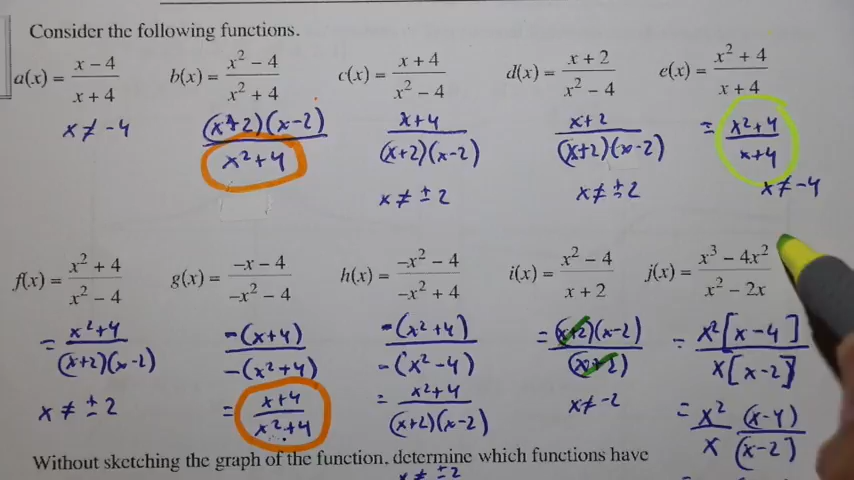 Consider the following functions.
a(x) = (x − 4)/(x + 4)   b(x) = (x² − 4)/(x² + 4)   c(x) = (x + 4)/(x² − 4)   d(x) = (x + 2)/(x² − 4)   e(x) = (x² + 4)/(x + 4)
x ≠ −4   (x+2)(x−2)/(x²+4)   (x+4)/((x+2)(x−2))   (x+2)/((x+2)(x−2))   = (x²+4)/(x+4)
x ≠ ±2   x ≠ ±2   x ≠ −4
f(x) = (x² + 4)/(x² − 4)   g(x) = (−x − 4)/(−x² − 4)   h(x) = (−x² − 4)/(−x² + 4)   i(x) = (x² − 4)/(x + 2)   j(x) = (x³ − 4x²)/(x² − 2x)
= (x²+4)/((x+2)(x−2))   −(x+4)/−(x²+4)   −(x²+4)/−(x²−4)   = (x+2)(x−2)/(x+2)   = x²[x−4]/x[x−2]
x ≠ ±2   = (x+4)/(x²+4)   = (x²+4)/((x+2)(x−2))   x ≠ −2   = x²/x (x−4)/(x−2)
Without sketching the graph of the function, determine which functions have
x ≠ ±2